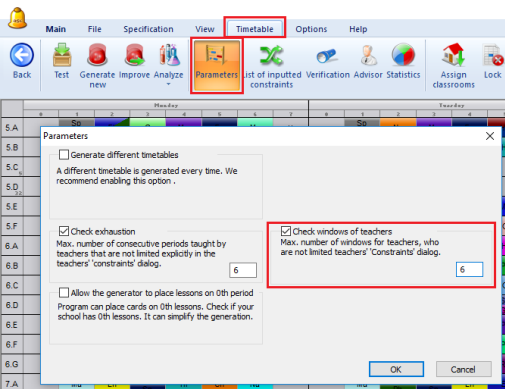 Main File Specification View Timetable Options Help
Back Test Generate new Improve Analyze Parameters List of inputted constraints Verification Advisor Statistics Assign classrooms Lock
Monday Tuesday
0 1 7 0 1
5.A
5.B
5.C
5.D
5.E
5.F
6.A
6.B
6.C
6.D
6.E
6.F
6.G
7.A
Parameters
Generate different timetables
A different timetable is generated every time. We
recommend enabling this option .
Check exhaustion
Max. number of consecutive periods taught by
teachers that are not limited explicitly in the
teachers' 'constraints' dialog.
6
Check windows of teachers
Max. number of windows for teachers, who
are not limited teachers' 'Constraints' dialog.
6
Allow the generator to place lessons on 0th period
Program can place cards on 0th lessons. Check if your
school has 0th lessons. It can simplify the generation.
OK Cancel